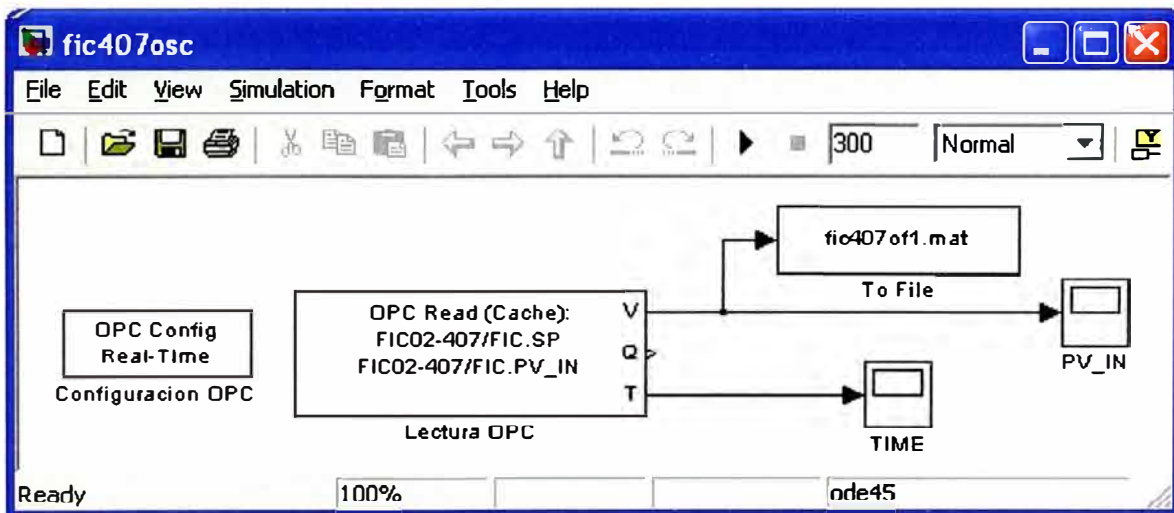 fic407osc
File Edit View Simulation Format Tools Help
300 Normal
fic407of1.mat
To File
OPC Config
Real-Time
Configuracion OPC
OPC Read (Cache):
FIC02-407/FIC.SP
FIC02-407/FIC.PV_IN
V
Q
T
Lectura OPC
PV_IN
TIME
Ready 100% ode45